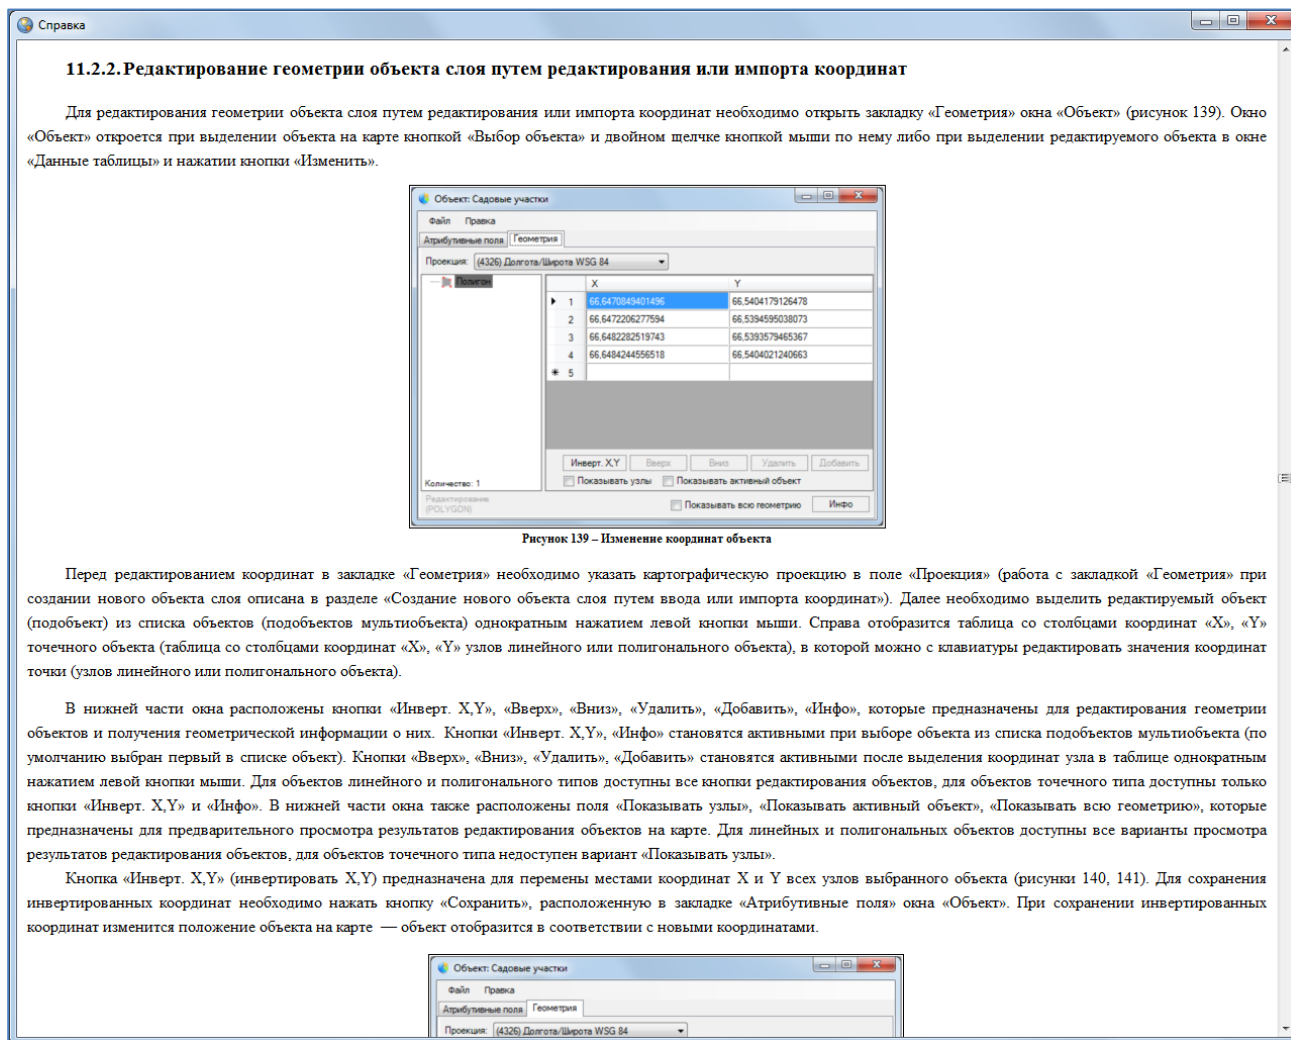 Справка
11.2.2. Редактирование геометрии объекта слоя путем редактирования или импорта координат
Для редактирования геометрии объекта слоя путем редактирования или импорта координат необходимо открыть закладку «Геометрия» окна «Объект» (рисунок 139). Окно
«Объект» откроется при выделении объекта на карте кнопкой «Выбор объекта» и двойном щелчке кнопкой мыши по нему либо при выделении редактируемого объекта в окне
«Данные таблицы» и нажатии кнопки «Изменить».
Объект: Садовые участки
Файл Правка
Атрибутивные поля Геометрия
Проекция: (4326) Долгота/Широта WSG 84
Полигон
X Y
1 66,6470849401496 66,5404179126478
2 66,6472206277594 66,5394595038073
3 66,6482282519743 66,5393579465367
4 66,6484244556518 66,5404021240663
5
Инверт. X,Y Вверх Вниз Удалить Добавить
Количество: 1 Показывать узлы Показывать активный объект
Редактирование
(POLYGON) Показывать всю геометрию Инфо
Рисунок 139 – Изменение координат объекта
Перед редактированием координат в закладке «Геометрия» необходимо указать картографическую проекцию в поле «Проекция» (работа с закладкой «Геометрия» при
создании нового объекта слоя описана в разделе «Создание нового объекта слоя путем ввода или импорта координат»). Далее необходимо выделить редактируемый объект
(подобъект) из списка объектов (подобъектов мультиобъекта) однократным нажатием левой кнопки мыши. Справа отобразится таблица со столбцами координат «X», «Y»
точечного объекта (таблица со столбцами координат «X», «Y» узлов линейного или полигонального объекта), в которой можно с клавиатуры редактировать значения координат
точки (узлов линейного или полигонального объекта).
В нижней части окна расположены кнопки «Инверт. X,Y», «Вверх», «Вниз», «Удалить», «Добавить», «Инфо», которые предназначены для редактирования геометрии
объектов и получения геометрической информации о них. Кнопки «Инверт. X,Y», «Инфо» становятся активными при выборе объекта из списка подобъектов мультиобъекта (по
умолчанию выбран первый в списке объект). Кнопки «Вверх», «Вниз», «Удалить», «Добавить» становятся активными после выделения координат узла в таблице однократным
нажатием левой кнопки мыши. Для объектов линейного и полигонального типов доступны все кнопки редактирования объектов, для объектов точечного типа доступны только
кнопки «Инверт. X,Y» и «Инфо». В нижней части окна также расположены поля «Показывать узлы», «Показывать активный объект», «Показывать всю геометрию», которые
предназначены для предварительного просмотра результатов редактирования объектов на карте. Для линейных и полигональных объектов доступны все варианты просмотра
результатов редактирования объектов, для объектов точечного типа недоступен вариант «Показывать узлы».
Кнопка «Инверт. X,Y» (инвертировать X,Y) предназначена для перемены местами координат X и Y всех узлов выбранного объекта (рисунки 140, 141). Для сохранения
инвертированных координат необходимо нажать кнопку «Сохранить», расположенную в закладке «Атрибутивные поля» окна «Объект». При сохранении инвертированных
координат изменится положение объекта на карте — объект отобразится в соответствии с новыми координатами.
Объект: Садовые участки
Файл Правка
Атрибутивные поля Геометрия
Проекция: (4326) Долгота/Широта WSG 84